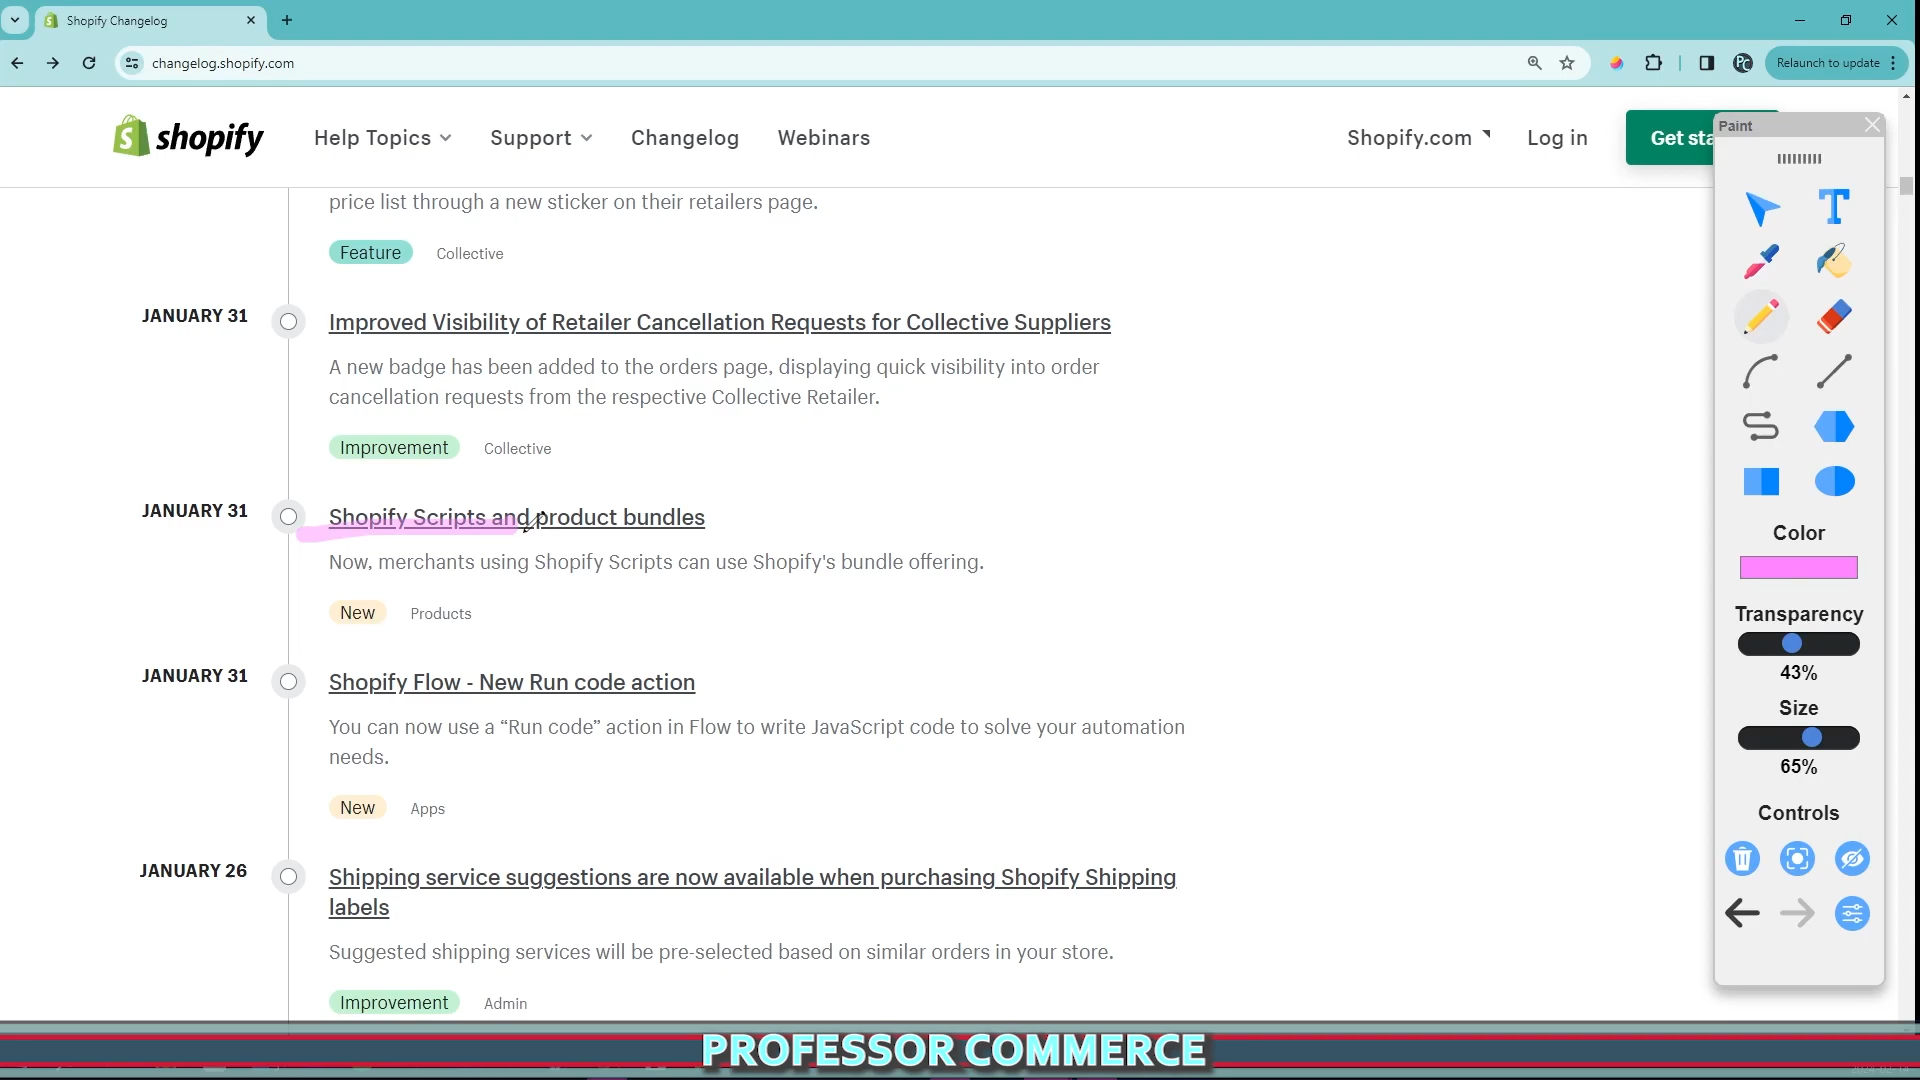 Shopify Changelog
changelog.shopify.com
Relaunch to update
shopify
Help Topics
Support
Changelog
Webinars
Shopify.com
Log in
Get sta
Paint
price list through a new sticker on their retailers page.
Feature
Collective
JANUARY 31
Improved Visibility of Retailer Cancellation Requests for Collective Suppliers
A new badge has been added to the orders page, displaying quick visibility into order
cancellation requests from the respective Collective Retailer.
Improvement
Collective
JANUARY 31
Shopify Scripts and product bundles
Now, merchants using Shopify Scripts can use Shopify's bundle offering.
New
Products
JANUARY 31
Shopify Flow - New Run code action
You can now use a “Run code” action in Flow to write JavaScript code to solve your automation
needs.
New
Apps
JANUARY 26
Shipping service suggestions are now available when purchasing Shopify Shipping
labels
Suggested shipping services will be pre-selected based on similar orders in your store.
Improvement
Admin
Color
Transparency
43%
Size
65%
Controls
PROFESSOR COMMERCE